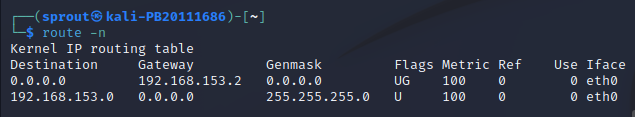 ┌──(sprout㉿kali-PB20111686)-[~]
└─$ route -n
Kernel IP routing table
Destination     Gateway         Genmask         Flags Metric Ref    Use Iface
0.0.0.0         192.168.153.2   0.0.0.0         UG    100    0        0 eth0
192.168.153.0   0.0.0.0         255.255.255.0   U     100    0        0 eth0